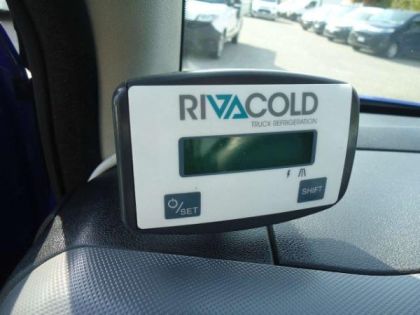 RIVACOLD
TRUCK REFRIGERATION
/SET
SHIFT